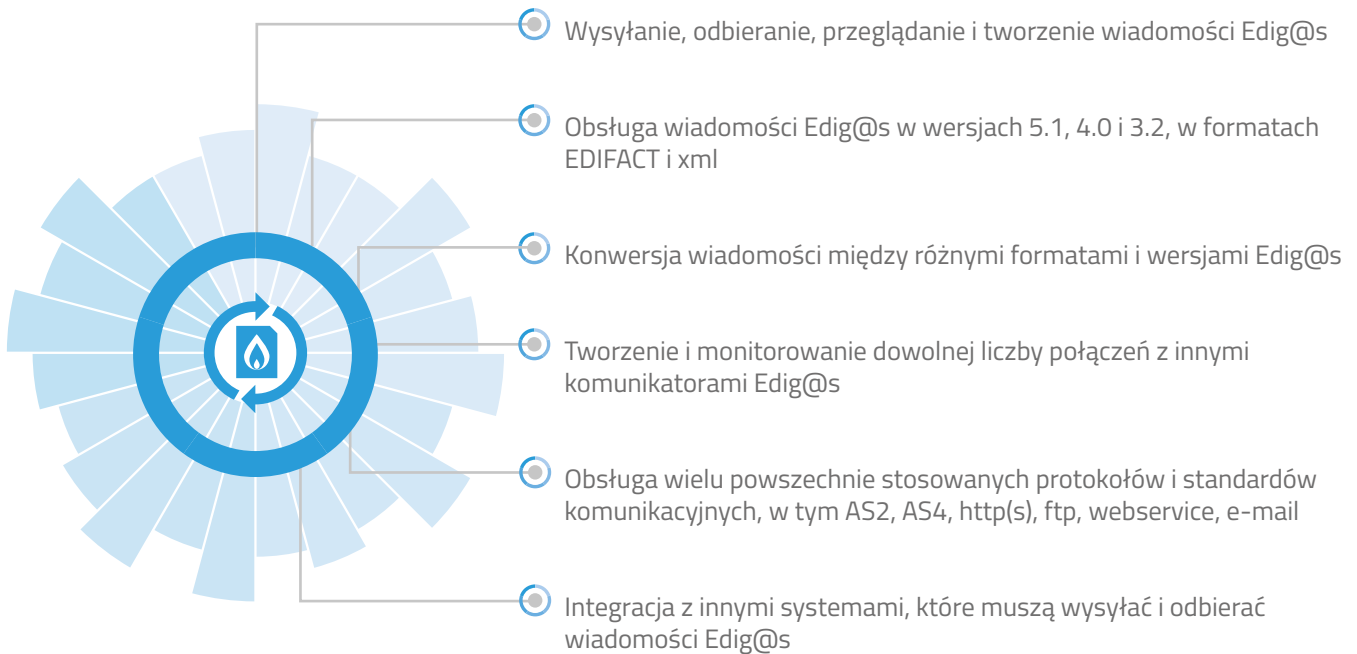 Wysyłanie, odbieranie, przeglądanie i tworzenie wiadomości Edig@s
Obsługa wiadomości Edig@s w wersjach 5.1, 4.0 i 3.2, w formatach
EDIFACT i xml
Konwersja wiadomości między różnymi formatami i wersjami Edig@s
Tworzenie i monitorowanie dowolnej liczby połączeń z innymi
komunikatorami Edig@s
Obsługa wielu powszechnie stosowanych protokołów i standardów
komunikacyjnych, w tym AS2, AS4, http(s), ftp, webservice, e-mail
Integracja z innymi systemami, które muszą wysyłać i odbierać
wiadomości Edig@s